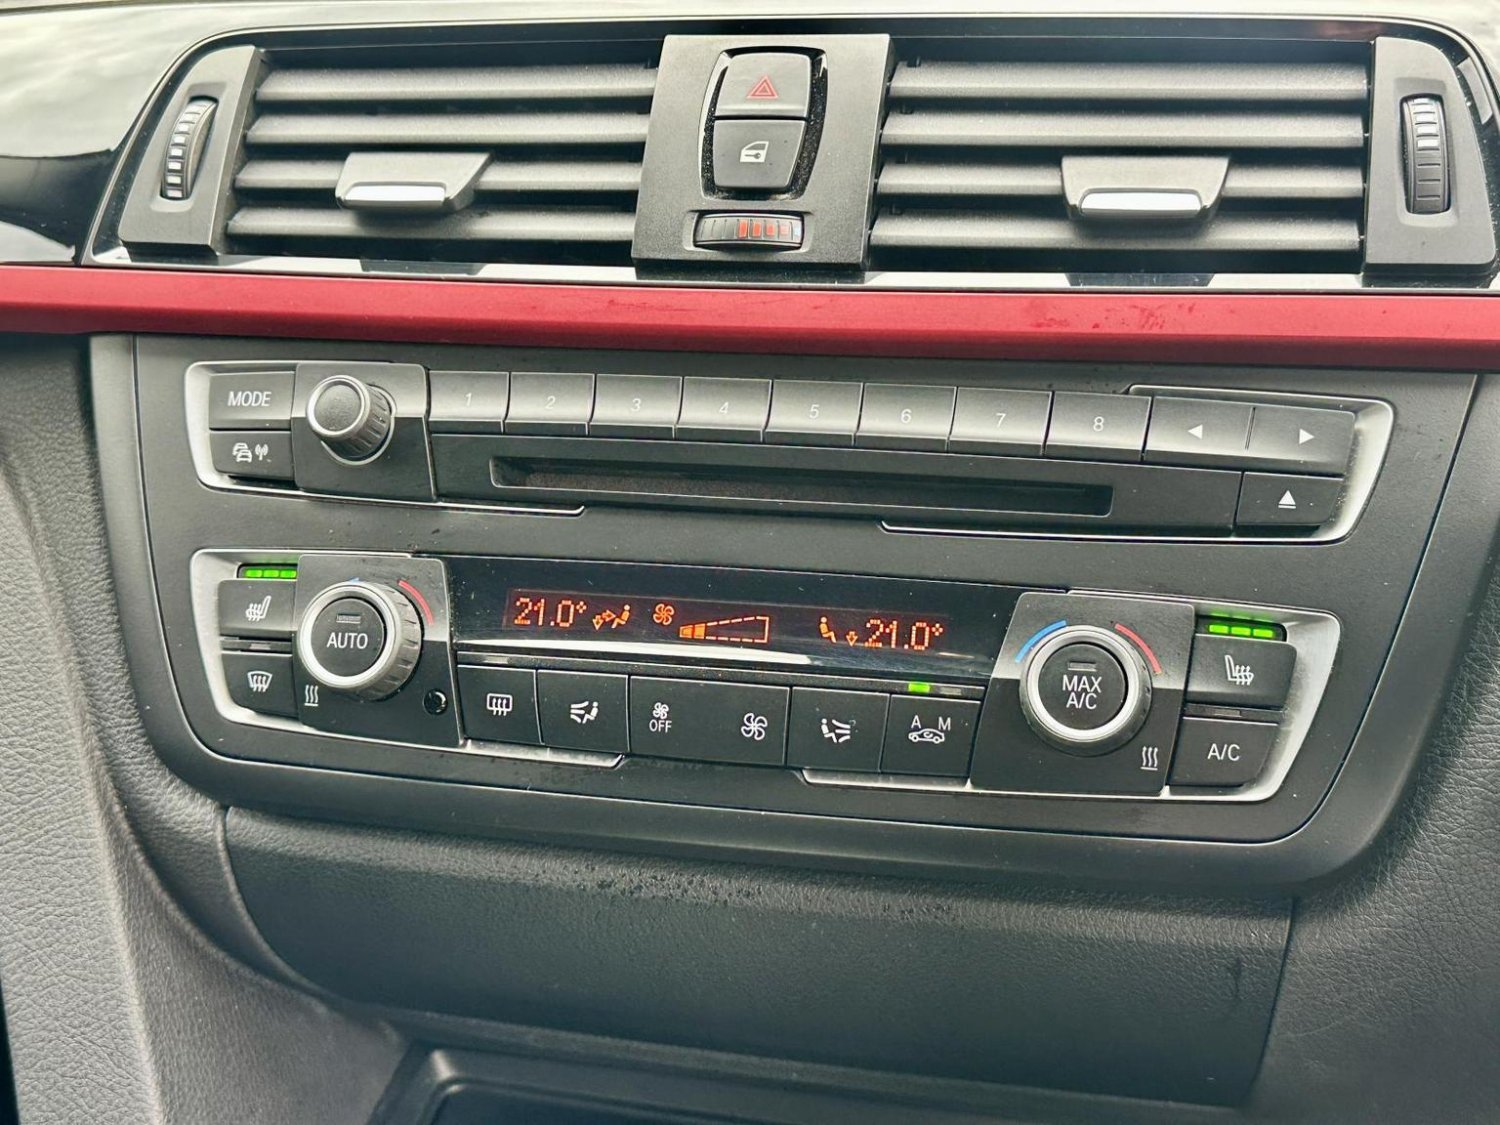 MODE
1 2 3 4 5 6 7 8
21.0° 21.0°
AUTO
OFF
A M
MAX
A/C
A/C